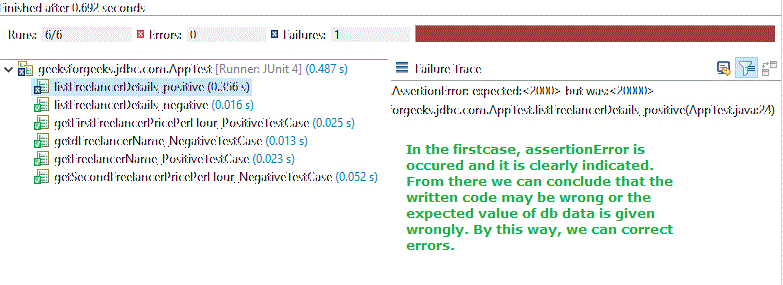 Finished after 0.692 seconds
Runs: 6/6 Errors: 0 Failures: 1
geeksforgeeks.jdbc.com.AppTest [Runner: JUnit 4] (0.487 s)
listFreelancerDetails_positive (0.356 s)
listFreelancerDetails_negative (0.016 s)
getFirstFreelancerPricePerHour_PositiveTestCase (0.025 s)
getdFreelancerName_NegativeTestCase (0.013 s)
getFreelancerName_PositiveTestCase (0.023 s)
getSecondFreelancerPricePerHour_NegativeTestCase (0.052 s)
Failure Trace
AssertionError: expected:<2000> but was:<20000>
forgeeks.jdbc.com.AppTest.listFreelancerDetails_positive(AppTest.java:24)
In the firstcase, assertionError is
occured and it is clearly indicated.
From there we can conclude that the
written code may be wrong or the
expected value of db data is given
wrongly. By this way, we can correct
errors.